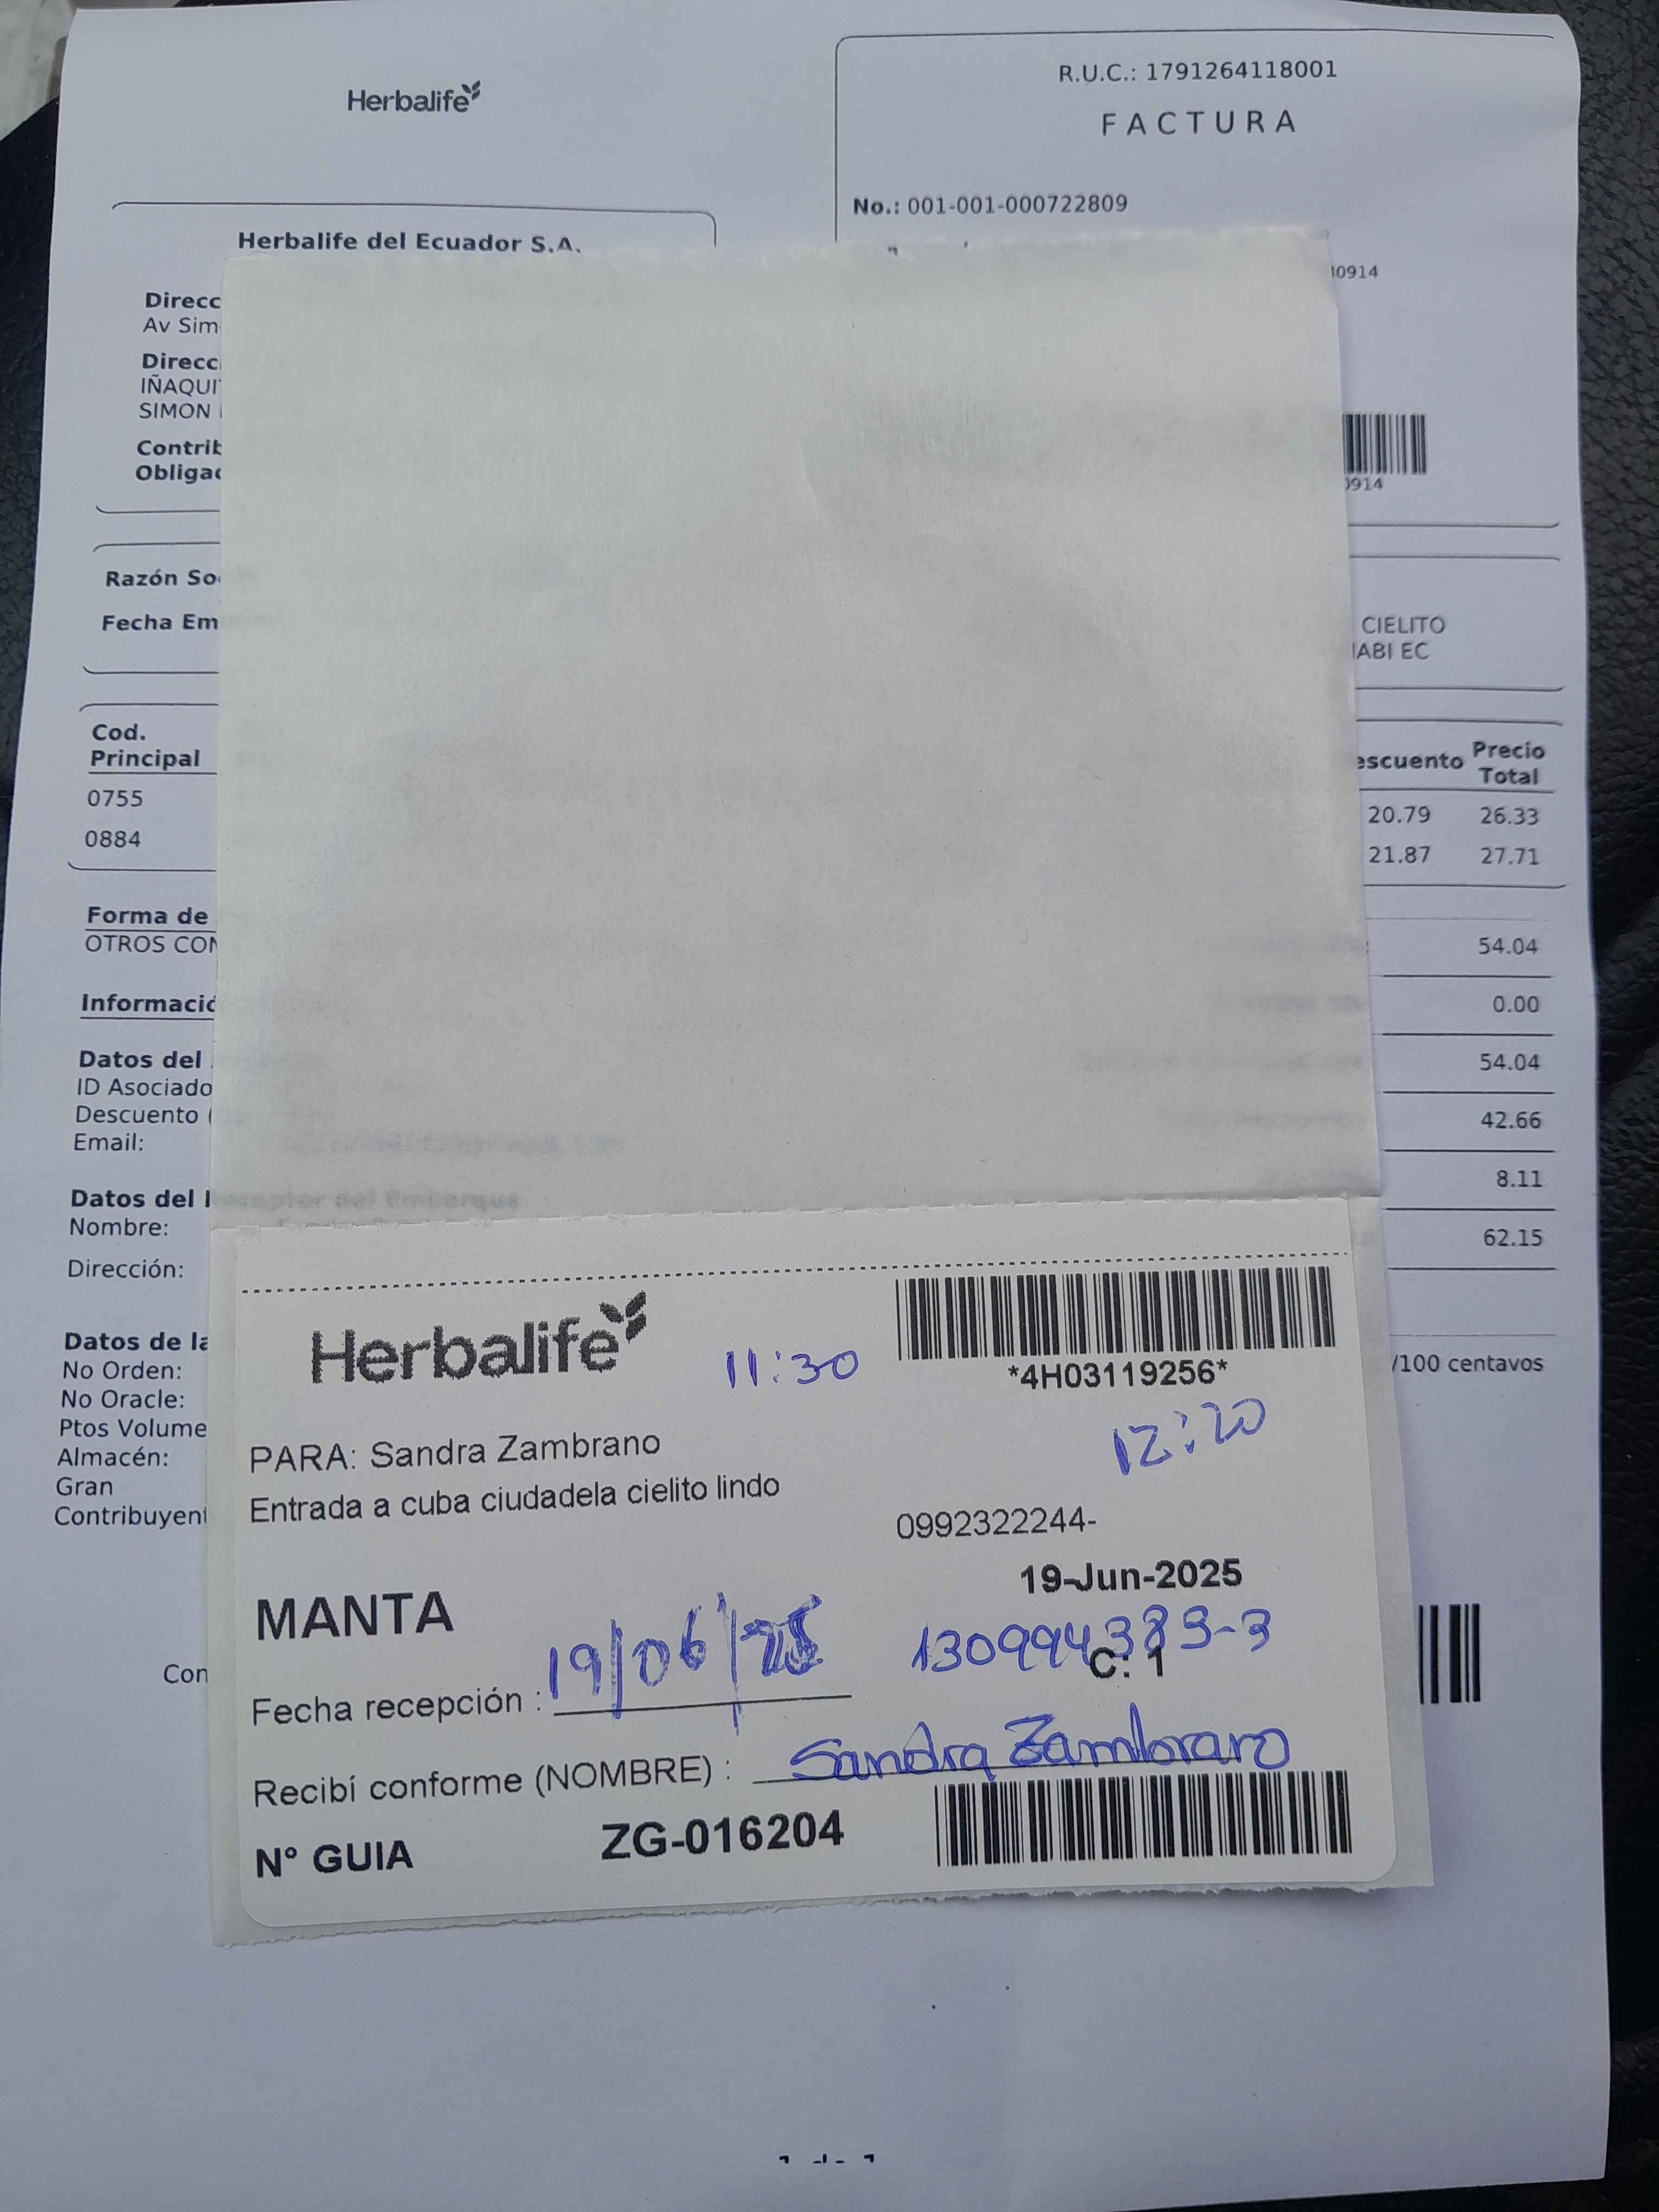 Herbalife
R.U.C.: 1791264118001
FACTURA
No.: 001-001-000722809
Herbalife del Ecuador S.A.
0914
Direcc
Av Sim
Direcc
IÑAQUI
SIMON
Contrib
Obligac
0914
Razón So
Fecha Em
CIELITO
ABI EC
Cod.
Principal
escuento
Precio
Total
0755
20.79 26.33
0884
21.87 27.71
Forma de
OTROS CON
54.04
Informació
0.00
Datos del
ID Asociado
54.04
Descuento
Email:
42.66
Datos del
Nombre:
8.11
Dirección:
62.15
Datos de la
No Orden:
/100 centavos
No Oracle:
Ptos Volume
Almacén:
Gran
Contribuyent
Con
Herbalife
11:30
*4H03119256*
12:20
PARA: Sandra Zambrano
Entrada a cuba ciudadela cielito lindo
0992322244-
19-Jun-2025
MANTA
C: 1
Fecha recepción : 19/06/25
Recibí conforme (NOMBRE) : Sandra Zambrano
N° GUIA ZG-016204